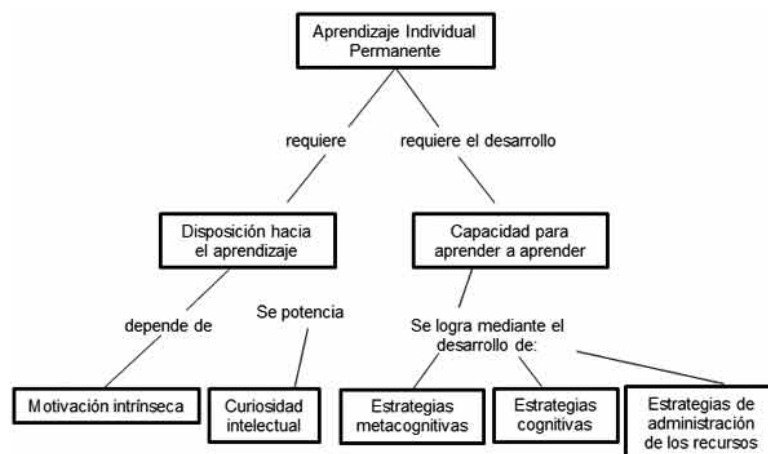 Aprendizaje Individual
Permanente
requiere
requiere el desarrollo
Disposición hacia
el aprendizaje
Capacidad para
aprender a aprender
depende de
Se potencia
Se logra mediante el
desarrollo de:
Motivación intrínseca
Curiosidad
intelectual
Estrategias
metacognitivas
Estrategias
cognitivas
Estrategias de
administración
de los recursos